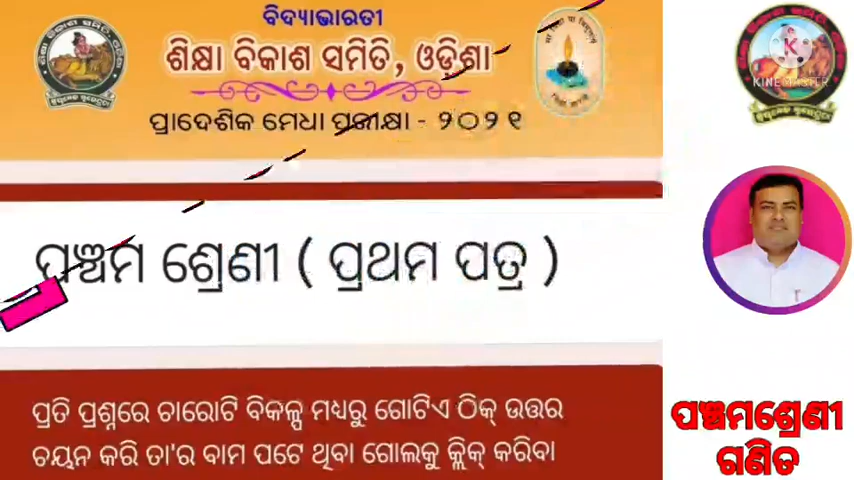 ବିଦ୍ୟାଭାରତୀ
ଶିକ୍ଷା ବିକାଶ ସମିତି, ଓଡ଼ିଶା
ପ୍ରାଦେଶିକ ମେଧା ପରୀକ୍ଷା - ୨୦୨୧
ପଞ୍ଚମ ଶ୍ରେଣୀ ( ପ୍ରଥମ ପତ୍ର )
ପ୍ରତି ପ୍ରଶ୍ନରେ ଚାରୋଟି ବିକଳ୍ପ ମଧ୍ୟରୁ ଗୋଟିଏ ଠିକ୍ ଉତ୍ତର
ଚୟନ କରି ତା'ର ବାମ ପଟେ ଥିବା ଗୋଲକୁ କ୍ଲିକ୍ କରିବା
K
KINEMASTER
ପଞ୍ଚମଶ୍ରେଣୀ
ଗଣିତ